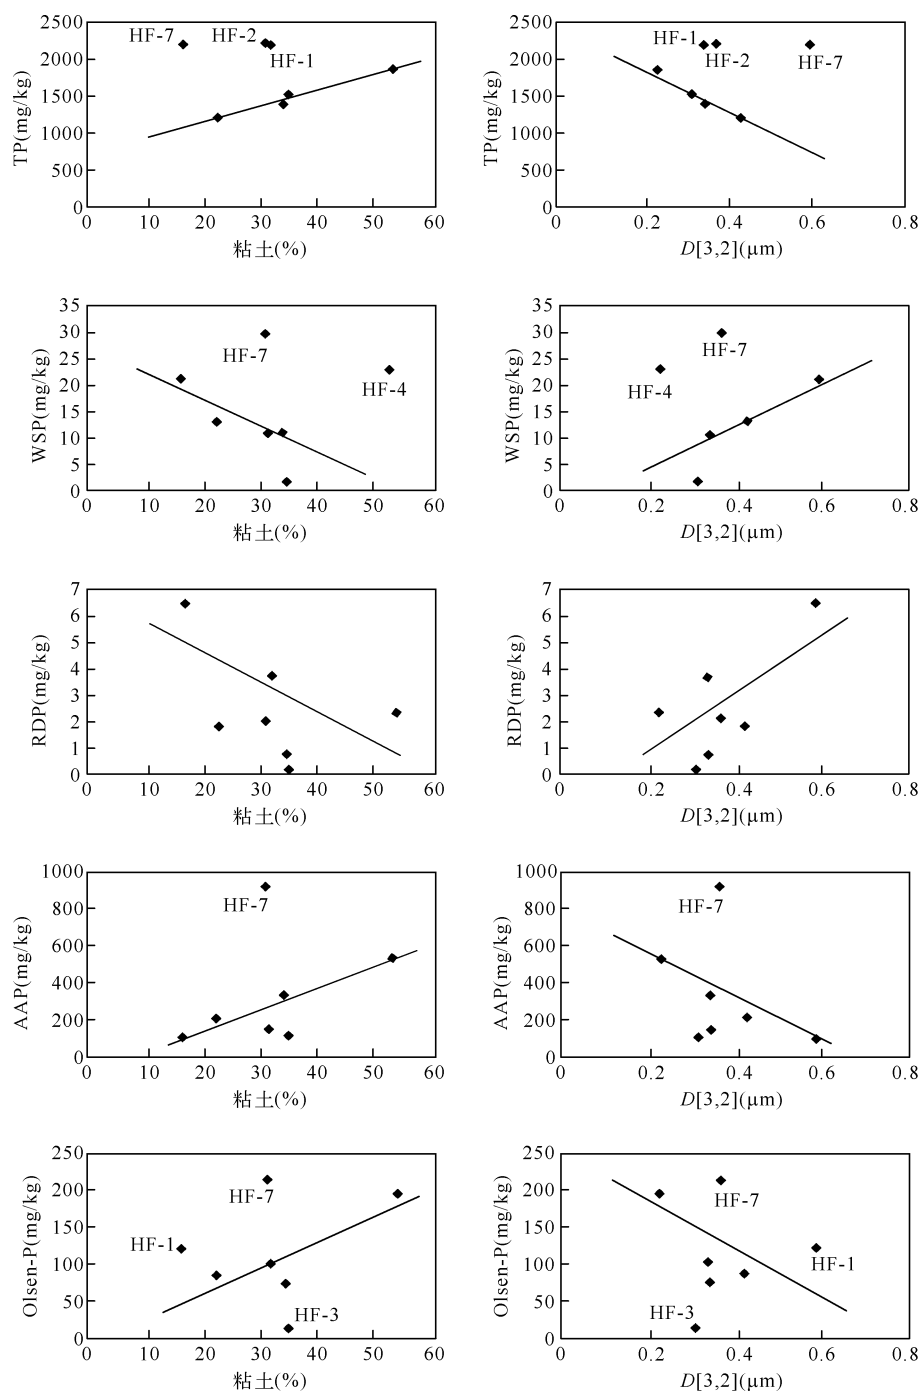 2500
2000
1500
1000
500
0
TP(mg/kg)
HF-7
HF-2
HF-1
0 10 20 30 40 50 60
粘土(%)
2500
2000
1500
1000
500
0
TP(mg/kg)
HF-1
HF-2
HF-7
0 0.2 0.4 0.6 0.8
D[3,2](μm)
35
30
25
20
15
10
5
0
WSP(mg/kg)
HF-7
HF-4
0 10 20 30 40 50 60
粘土(%)
35
30
25
20
15
10
5
0
WSP(mg/kg)
HF-7
HF-4
0 0.2 0.4 0.6 0.8
D[3,2](μm)
7
6
5
4
3
2
1
0
RDP(mg/kg)
0 10 20 30 40 50 60
粘土(%)
7
6
5
4
3
2
1
0
RDP(mg/kg)
0 0.2 0.4 0.6 0.8
D[3,2](μm)
1000
800
600
400
200
0
AAP(mg/kg)
HF-7
0 10 20 30 40 50 60
粘土(%)
1000
800
600
400
200
0
AAP(mg/kg)
HF-7
0 0.2 0.4 0.6 0.8
D[3,2](μm)
250
200
150
100
50
0
Olsen-P(mg/kg)
HF-7
HF-1
HF-3
0 10 20 30 40 50 60
粘土(%)
250
200
150
100
50
0
Olsen-P(mg/kg)
HF-7
HF-1
HF-3
0 0.2 0.4 0.6 0.8
D[3,2](μm)